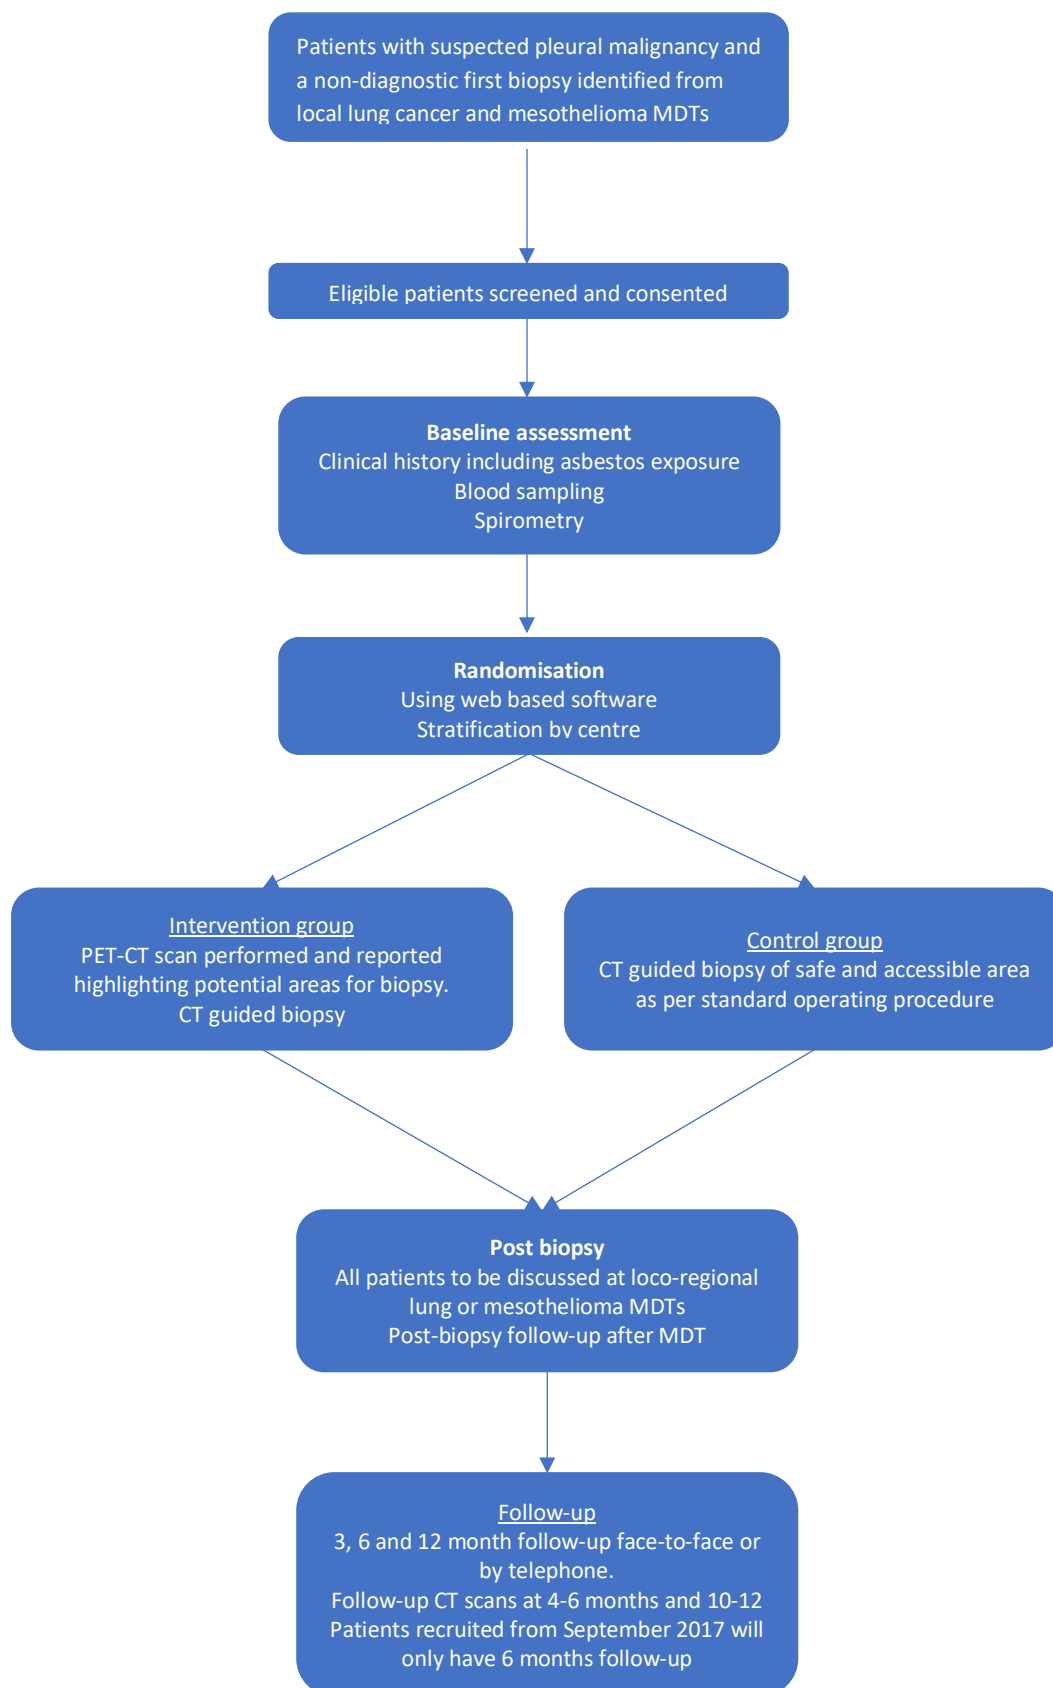 Patients with suspected pleural malignancy and
a non-diagnostic first biopsy identified from
local lung cancer and mesothelioma MDTs
Eligible patients screened and consented
Baseline assessment
Clinical history including asbestos exposure
Blood sampling
Spirometry
Randomisation
Using web based software
Stratification by centre
Intervention group
PET-CT scan performed and reported
highlighting potential areas for biopsy.
CT guided biopsy
Control group
CT guided biopsy of safe and accessible area
as per standard operating procedure
Post biopsy
All patients to be discussed at loco-regional
lung or mesothelioma MDTs
Post-biopsy follow-up after MDT
Follow-up
3, 6 and 12 month follow-up face-to-face or
by telephone.
Follow-up CT scans at 4-6 months and 10-12
Patients recruited from September 2017 will
only have 6 months follow-up